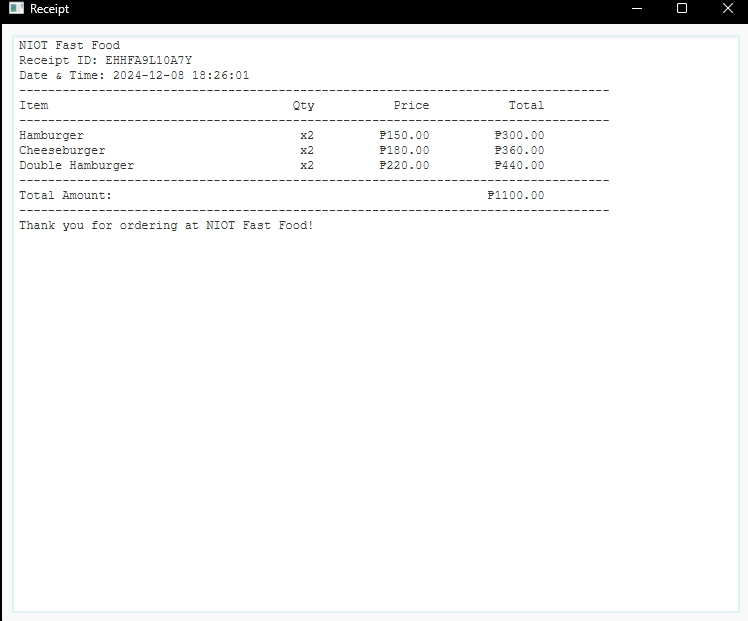 Receipt
NIOT Fast Food
Receipt ID: EHHFA9L10A7Y
Date & Time: 2024-12-08 18:26:01
----------------------------------------------------------------------------------
Item Qty Price Total
----------------------------------------------------------------------------------
Hamburger x2 ₱150.00 ₱300.00
Cheeseburger x2 ₱180.00 ₱360.00
Double Hamburger x2 ₱220.00 ₱440.00
----------------------------------------------------------------------------------
Total Amount: ₱1100.00
----------------------------------------------------------------------------------
Thank you for ordering at NIOT Fast Food!